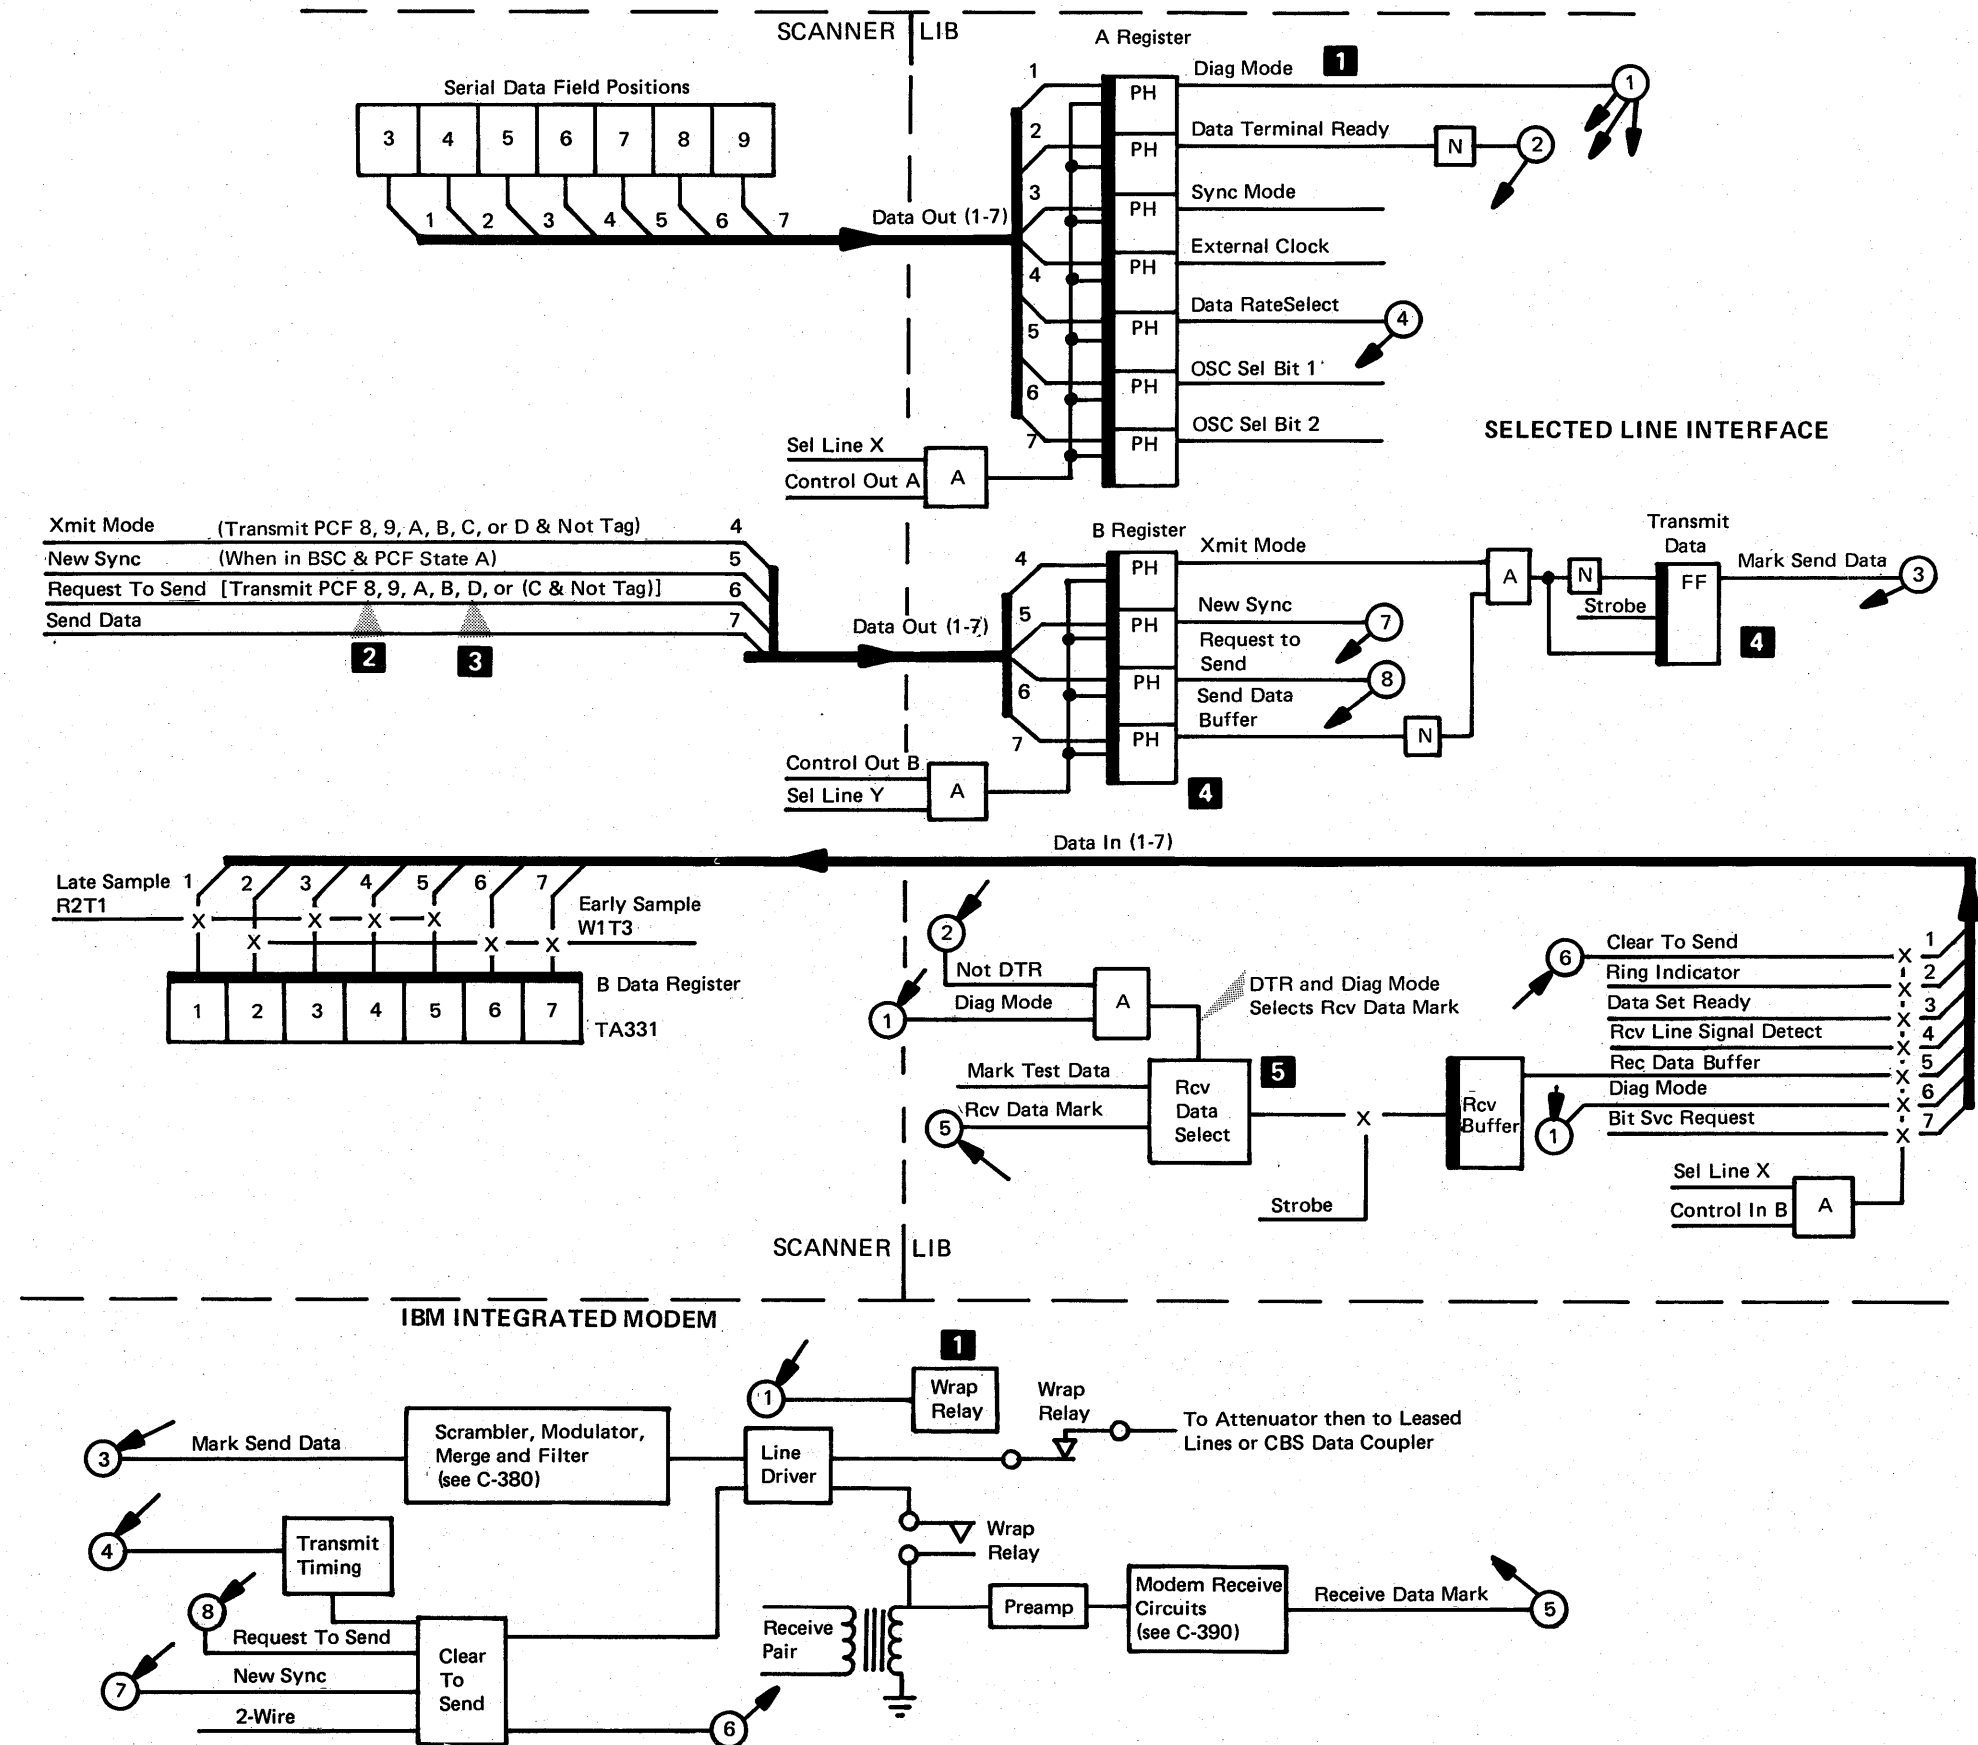 SCANNER LIB
A Register
Serial Data Field Positions
3 4 5 6 7 8 9
1 2 3 4 5 6 7
Data Out (1-7)
1 PH Diag Mode 1 1
2 PH Data Terminal Ready N 2
3 PH Sync Mode
4 PH External Clock
5 PH Data RateSelect 4
6 PH OSC Sel Bit 1
7 PH OSC Sel Bit 2
Sel Line X
Control Out A
A
SELECTED LINE INTERFACE
Xmit Mode (Transmit PCF 8, 9, A, B, C, or D & Not Tag) 4
New Sync (When in BSC & PCF State A) 5
Request To Send [Transmit PCF 8, 9, A, B, D, or (C & Not Tag)] 6
Send Data 7
2 3
Data Out (1-7)
B Register
4 PH Xmit Mode
5 PH New Sync 7
6 PH Request to
Send 8
7 PH Send Data
Buffer N
4
Control Out B
Sel Line Y
A
A N
Strobe
Transmit
Data
FF
4
Mark Send Data 3
Data In (1-7)
Late Sample
R2T1
1 2 3 4 5 6 7
X X X X
X X X
Early Sample
W1T3
B Data Register
1 2 3 4 5 6 7
TA331
2
Not DTR
Diag Mode
1
A
DTR and Diag Mode
Selects Rcv Data Mark
Mark Test Data
Rcv Data Mark
5
Rcv
Data
Select
5
X
Strobe
Rcv
Buffer
6 Clear To Send X 1
Ring Indicator X 2
Data Set Ready X 3
Rcv Line Signal Detect X 4
Rec Data Buffer X 5
1 Diag Mode X 6
Bit Svc Request X 7
Sel Line X
Control In B
A
SCANNER LIB
IBM INTEGRATED MODEM
1
1
Wrap
Relay
Wrap
Relay
To Attenuator then to Leased
Lines or CBS Data Coupler
3 Mark Send Data
Scrambler, Modulator,
Merge and Filter
(see C-380)
Line
Driver
Wrap
Relay
4
Transmit
Timing
8
Request To Send
7
New Sync
2-Wire
Clear
To
Send
6
Receive
Pair
Preamp
Modem Receive
Circuits
(see C-390)
Receive Data Mark 5